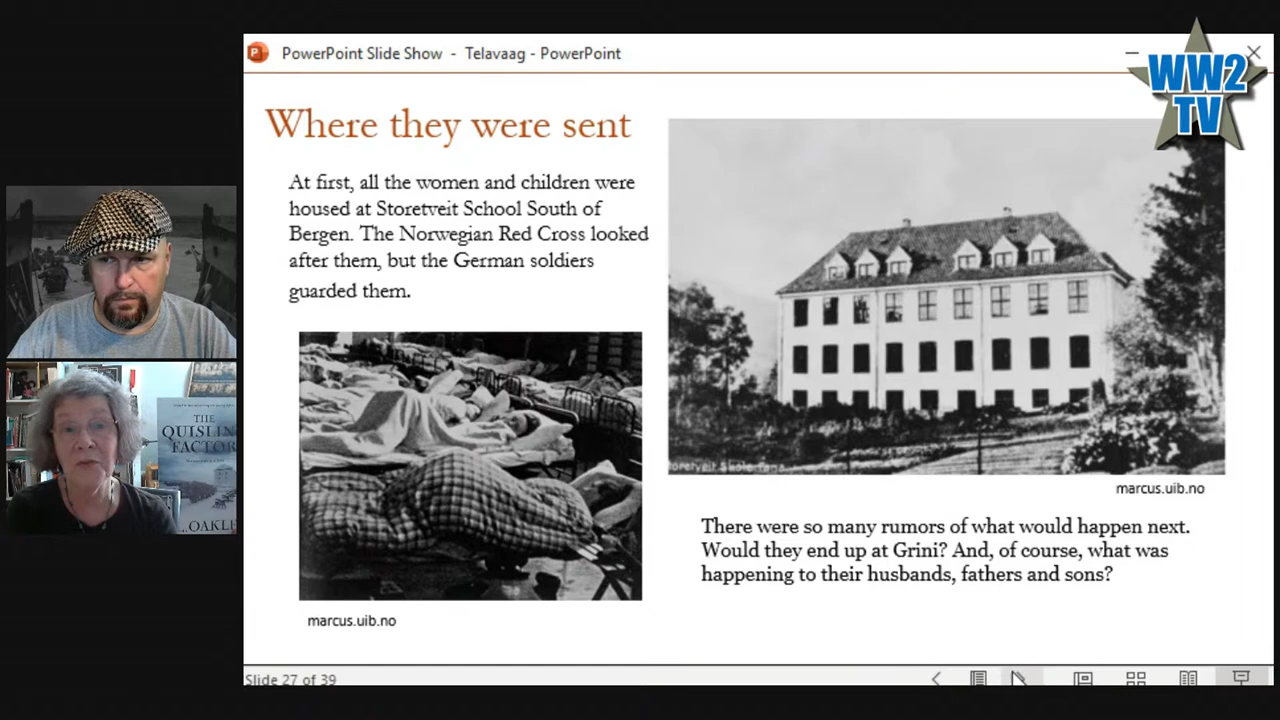 PowerPoint Slide Show - Telavaag - PowerPoint
WW2
TV
Where they were sent
At first, all the women and children were
housed at Storetveit School South of
Bergen. The Norwegian Red Cross looked
after them, but the German soldiers
guarded them.
marcus.uib.no
marcus.uib.no
There were so many rumors of what would happen next.
Would they end up at Grini? And, of course, what was
happening to their husbands, fathers and sons?
THE
QUISLIN
FACTOR
OAKLE
Slide 27 of 39